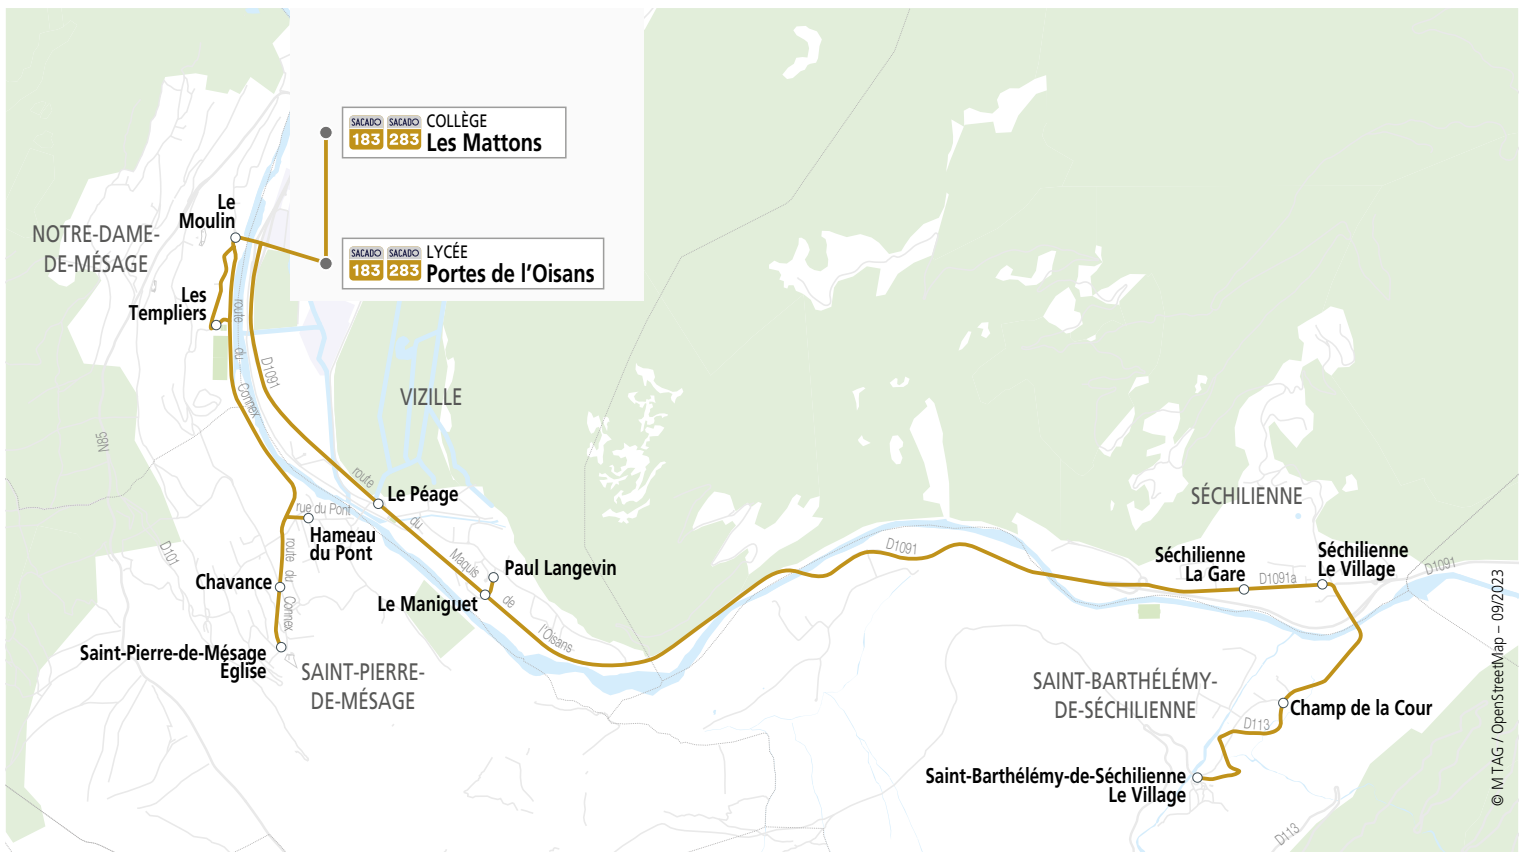 SACADO SACADO COLLÈGE
183 283 Les Mattons
SACADO SACADO LYCÉE
183 283 Portes de l'Oisans
Le
Moulin
NOTRE-DAME-
DE-MÉSAGE
Les
Templiers
route du Connex
D1091
VIZILLE
N85
route du Maquis de l'Oisans
Le Péage
rue du Pont
Hameau
du Pont
D101
route du Connex
Chavance
Paul Langevin
Le Maniguet
Saint-Pierre-de-Mésage
Église
SAINT-PIERRE-
DE-MÉSAGE
D1091
SÉCHILIENNE
Séchilienne
La Gare
D1091a
Séchilienne
Le Village
D1091
SAINT-BARTHÉLÉMY-
DE-SÉCHILIENNE
Champ de la Cour
D113
Saint-Barthélémy-de-Séchilienne
Le Village
D113
© M TAG / OpenStreetMap – 09/2023